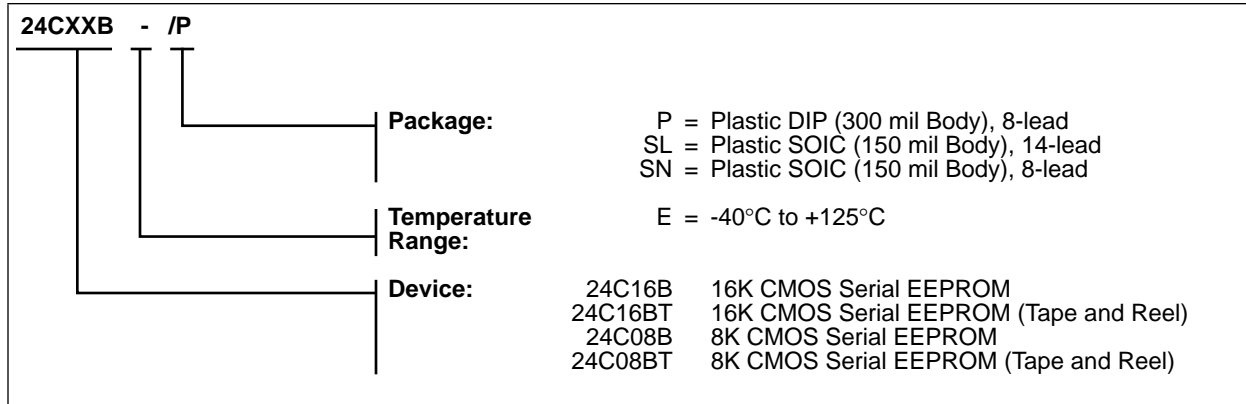 24CXXB - /P
Package: P = Plastic DIP (300 mil Body), 8-lead
SL = Plastic SOIC (150 mil Body), 14-lead
SN = Plastic SOIC (150 mil Body), 8-lead
Temperature E = -40°C to +125°C
Range:
Device: 24C16B 16K CMOS Serial EEPROM
24C16BT 16K CMOS Serial EEPROM (Tape and Reel)
24C08B 8K CMOS Serial EEPROM
24C08BT 8K CMOS Serial EEPROM (Tape and Reel)